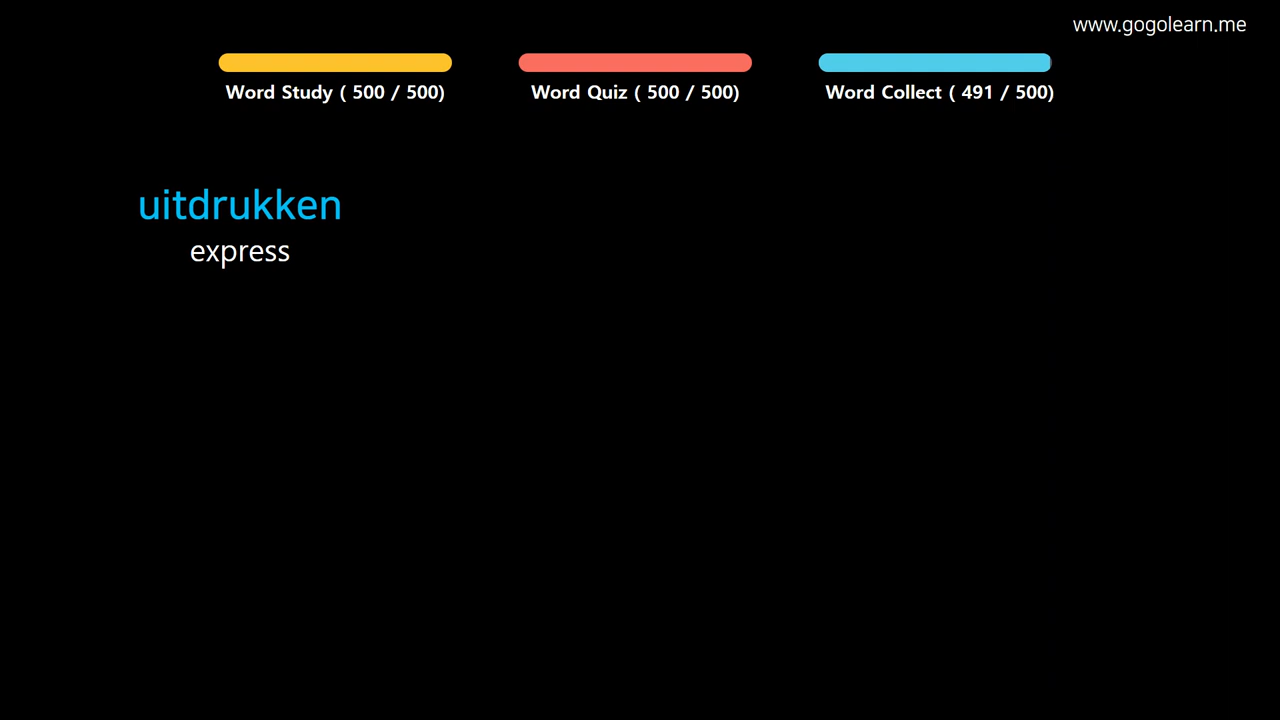 www.gogolearn.me
Word Study ( 500 / 500)
Word Quiz ( 500 / 500)
Word Collect ( 491 / 500)
uitdrukken
express